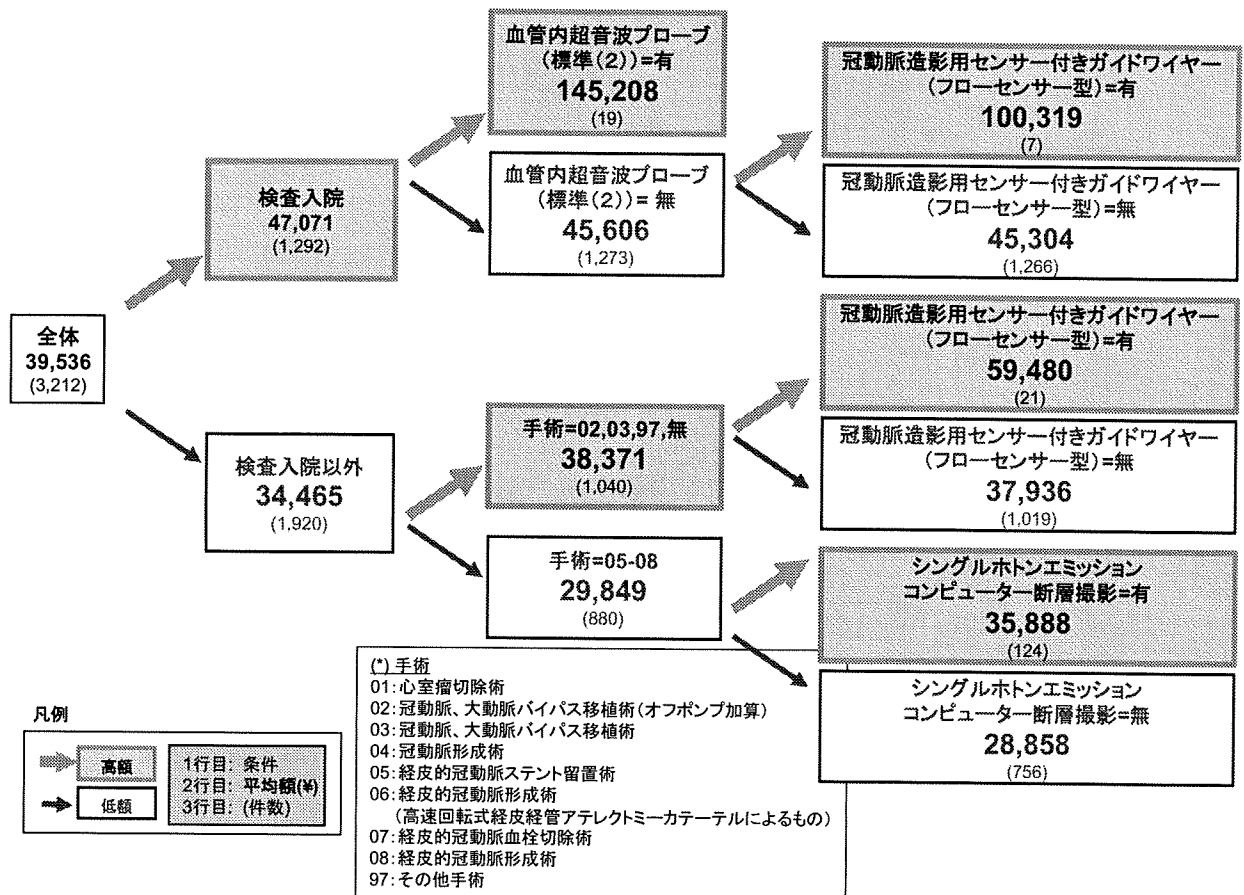 全体
39,536
(3,212)
検査入院
47,071
(1,292)
検査入院以外
34,465
(1,920)
血管内超音波プローブ
(標準(2))=有
145,208
(19)
血管内超音波プローブ
(標準(2))= 無
45,606
(1,273)
手術=02,03,97,無
38,371
(1,040)
手術=05-08
29,849
(880)
冠動脈造影用センサー付きガイドワイヤー
(フローセンサー型)=有
100,319
(7)
冠動脈造影用センサー付きガイドワイヤー
(フローセンサー型)=無
45,304
(1,266)
冠動脈造影用センサー付きガイドワイヤー
(フローセンサー型)=有
59,480
(21)
冠動脈造影用センサー付きガイドワイヤー
(フローセンサー型)=無
37,936
(1,019)
シングルホトンエミッション
コンピューター断層撮影=有
35,888
(124)
シングルホトンエミッション
コンピューター断層撮影=無
28,858
(756)
凡例
高額
低額
1行目: 条件
2行目: 平均額(¥)
3行目: (件数)
(*) 手術
01:心室瘤切除術
02:冠動脈、大動脈バイパス移植術(オフポンプ加算)
03:冠動脈、大動脈バイパス移植術
04:冠動脈形成術
05:経皮的冠動脈ステント留置術
06:経皮的冠動脈形成術
(高速回転式経皮経管アテレクトミーカテーテルによるもの)
07:経皮的冠動脈血栓切除術
08:経皮的冠動脈形成術
97:その他手術